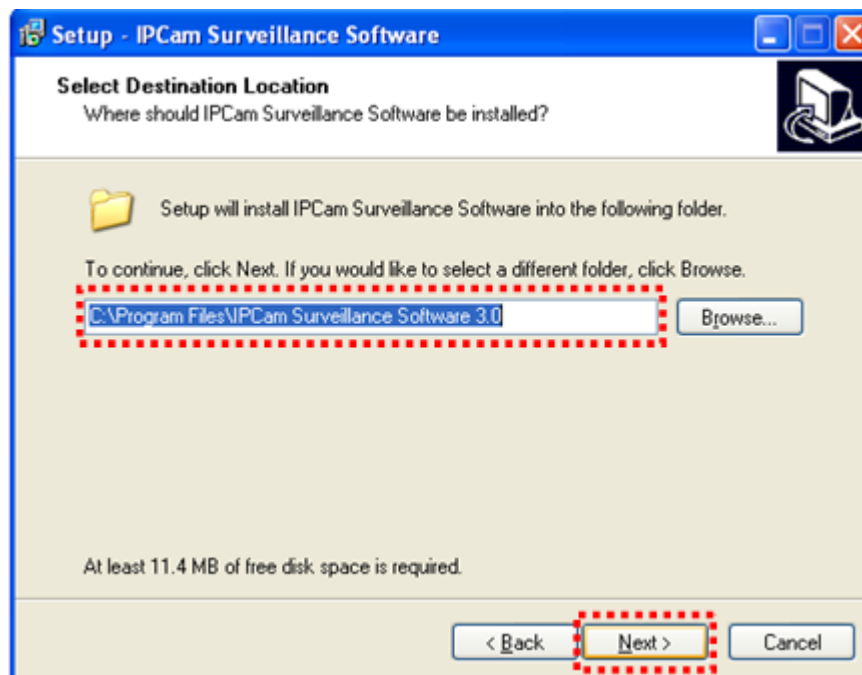 Setup - IPCam Surveillance Software
Select Destination Location
Where should IPCam Surveillance Software be installed?
Setup will install IPCam Surveillance Software into the following folder.
To continue, click Next. If you would like to select a different folder, click Browse.
C:\Program Files\IPCam Surveillance Software 3.0
Browse...
At least 11.4 MB of free disk space is required.
< Back
Next >
Cancel